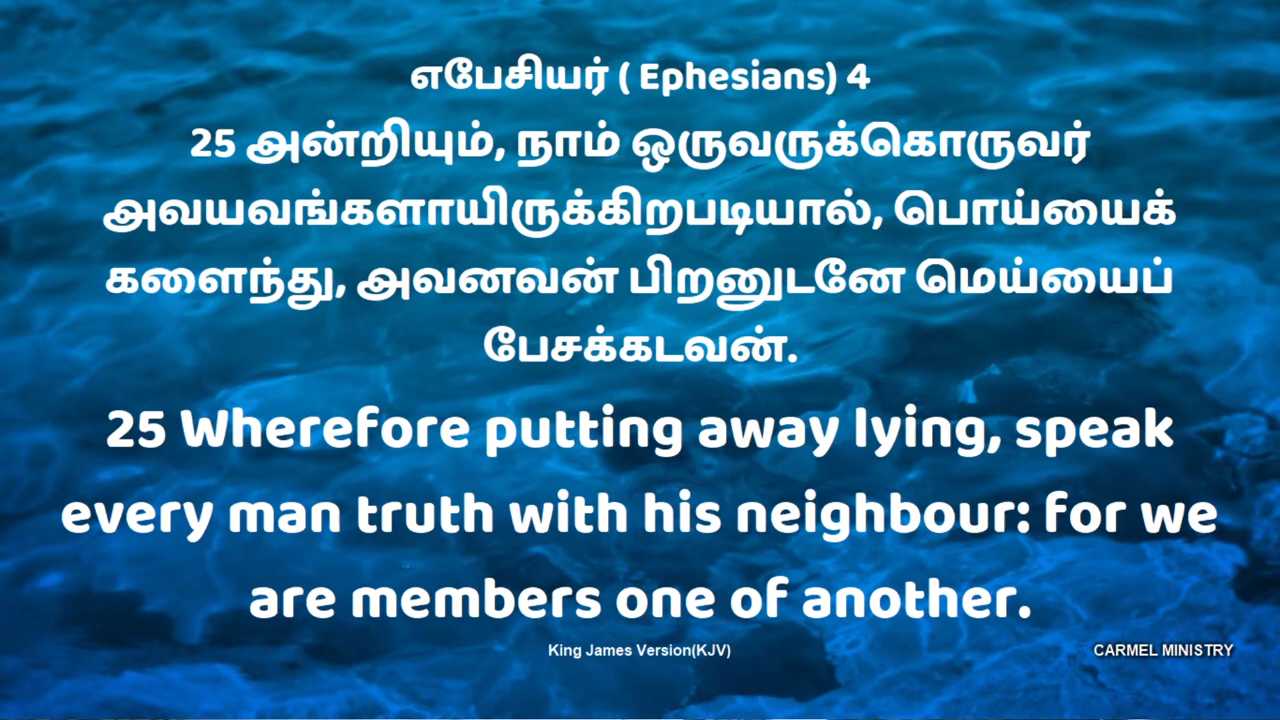 எபேசியர் ( Ephesians) 4
25 அன்றியும், நாம் ஒருவருக்கொருவர்
அவயவங்களாயிருக்கிறபடியால், பொய்யைக்
களைந்து, அவனவன் பிறனுடனே மெய்யைப்
பேசக்கடவன்.
25 Wherefore putting away lying, speak
every man truth with his neighbour: for we
are members one of another.
King James Version(KJV)
CARMEL MINISTRY